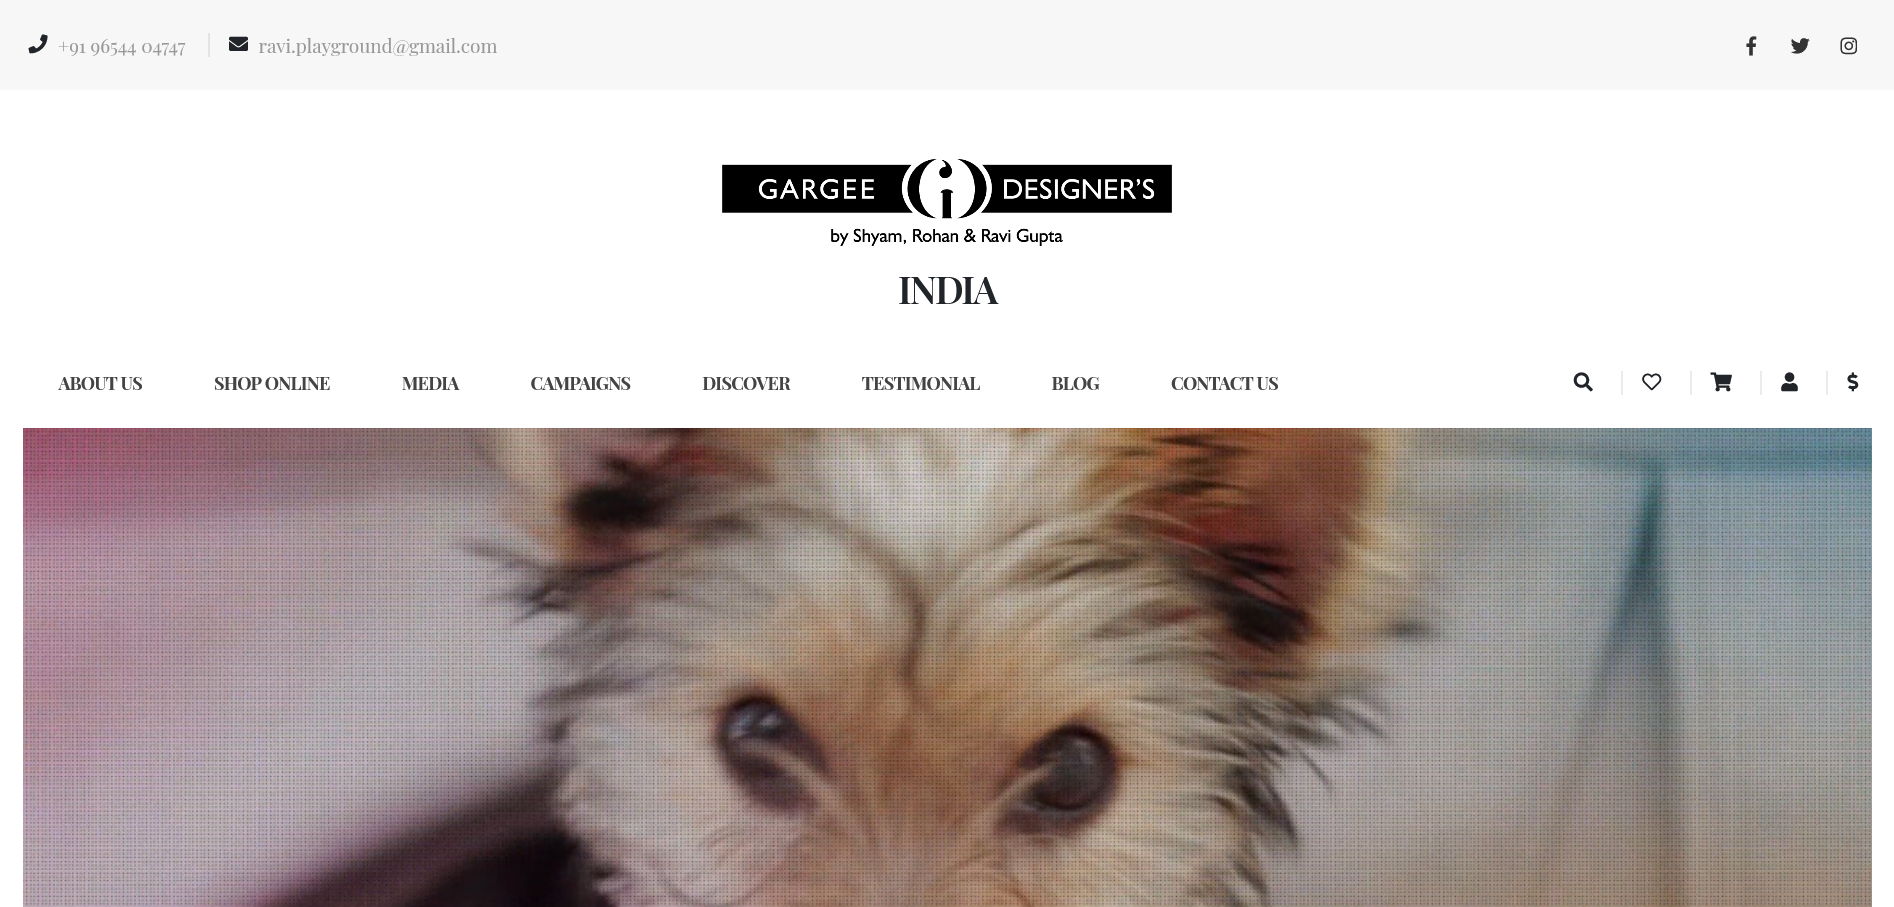 +91 96544 04747
ravi.playground@gmail.com
GARGEE DESIGNER'S
by Shyam, Rohan & Ravi Gupta
INDIA
ABOUT US
SHOP ONLINE
MEDIA
CAMPAIGNS
DISCOVER
TESTIMONIAL
BLOG
CONTACT US